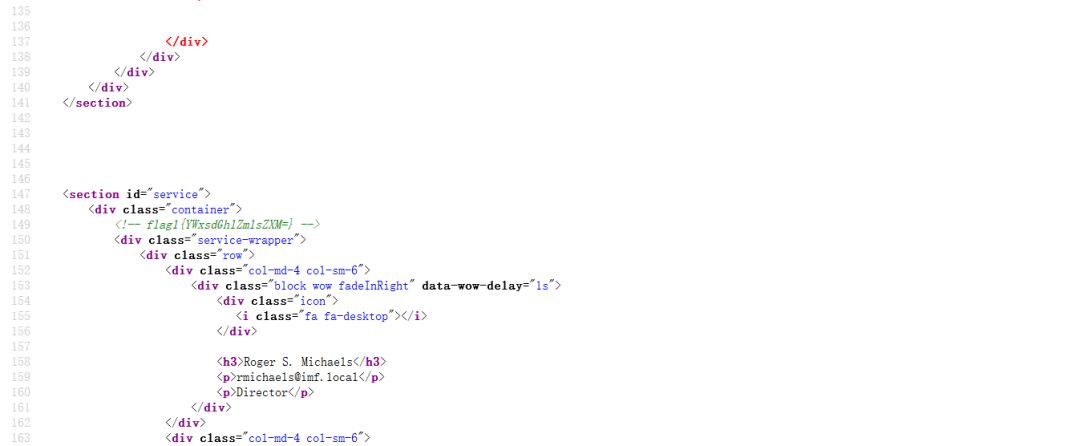 135
136
137 </div>
138 </div>
139 </div>
140 </div>
141 </section>
142
143
144
145
146
147 <section id="service">
148 <div class="container">
149 <!-- flag1{YWxsdGhlZmlsZXM=} -->
150 <div class="service-wrapper">
151 <div class="row">
152 <div class="col-md-4 col-sm-6">
153 <div class="block wow fadeInRight" data-wow-delay="1s">
154 <div class="icon">
155 <i class="fa fa-desktop"></i>
156 </div>
157
158 <h3>Roger S. Michaels</h3>
159 <p>rmichaels@imf.local</p>
160 <p>Director</p>
161 </div>
162 </div>
163 <div class="col-md-4 col-sm-6">